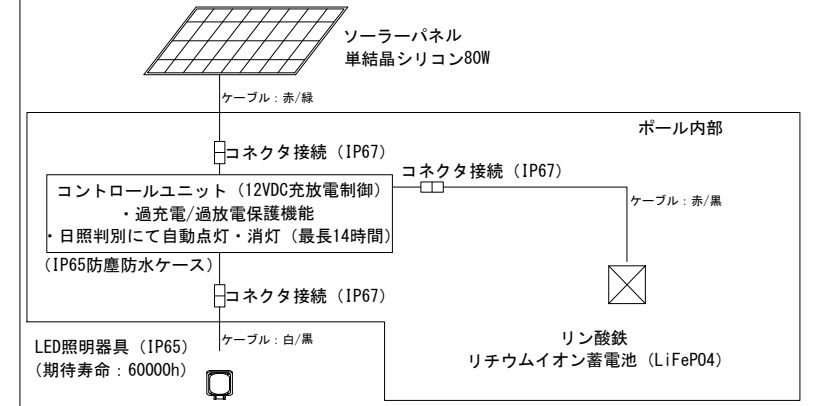 ソーラーパネル
単結晶シリコン80W
ケーブル：赤/緑
ポール内部
コネクタ接続（IP67）
コネクタ接続（IP67）
コントロールユニット（12VDC充放電制御）
・過充電/過放電保護機能
・日照判別にて自動点灯・消灯（最長14時間）
ケーブル：赤/黒
（IP65防塵防水ケース）
コネクタ接続（IP67）
ケーブル：白/黒
LED照明器具（IP65）
（期待寿命：60000h）
リン酸鉄
リチウムイオン蓄電池（LiFePO4）